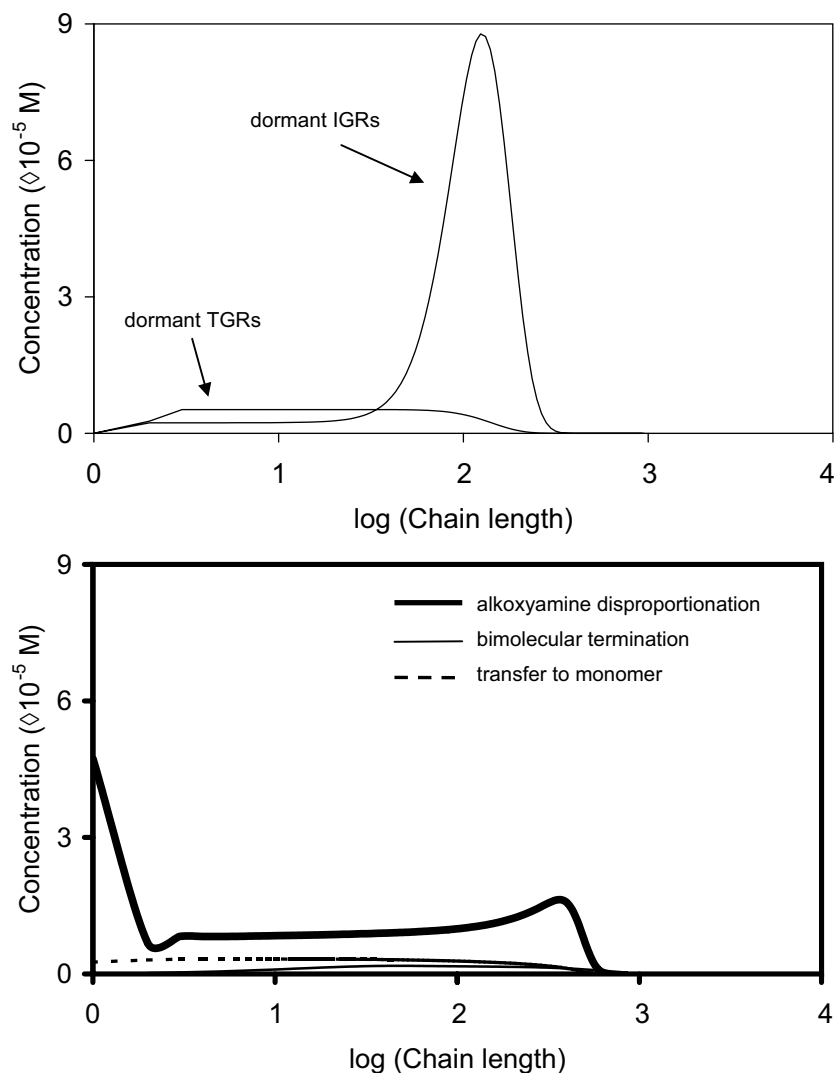 9
6
3
0
Concentration (◊10⁻⁵ M)
dormant IGRs
dormant TGRs
0 1 2 3 4
log (Chain length)
9
6
3
0
Concentration (◊10⁻⁵ M)
alkoxyamine disproportionation
bimolecular termination
transfer to monomer
0 1 2 3 4
log (Chain length)